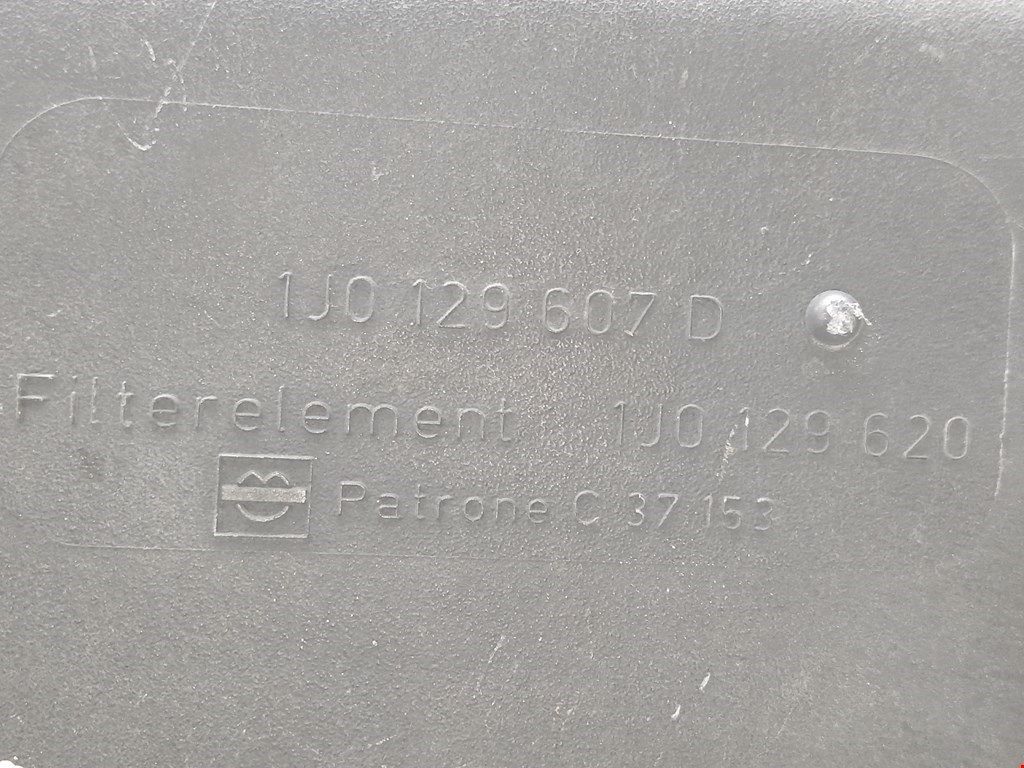 1J0 129 607 D
Filterelement 1J0 129 620
Patrone C 37 153